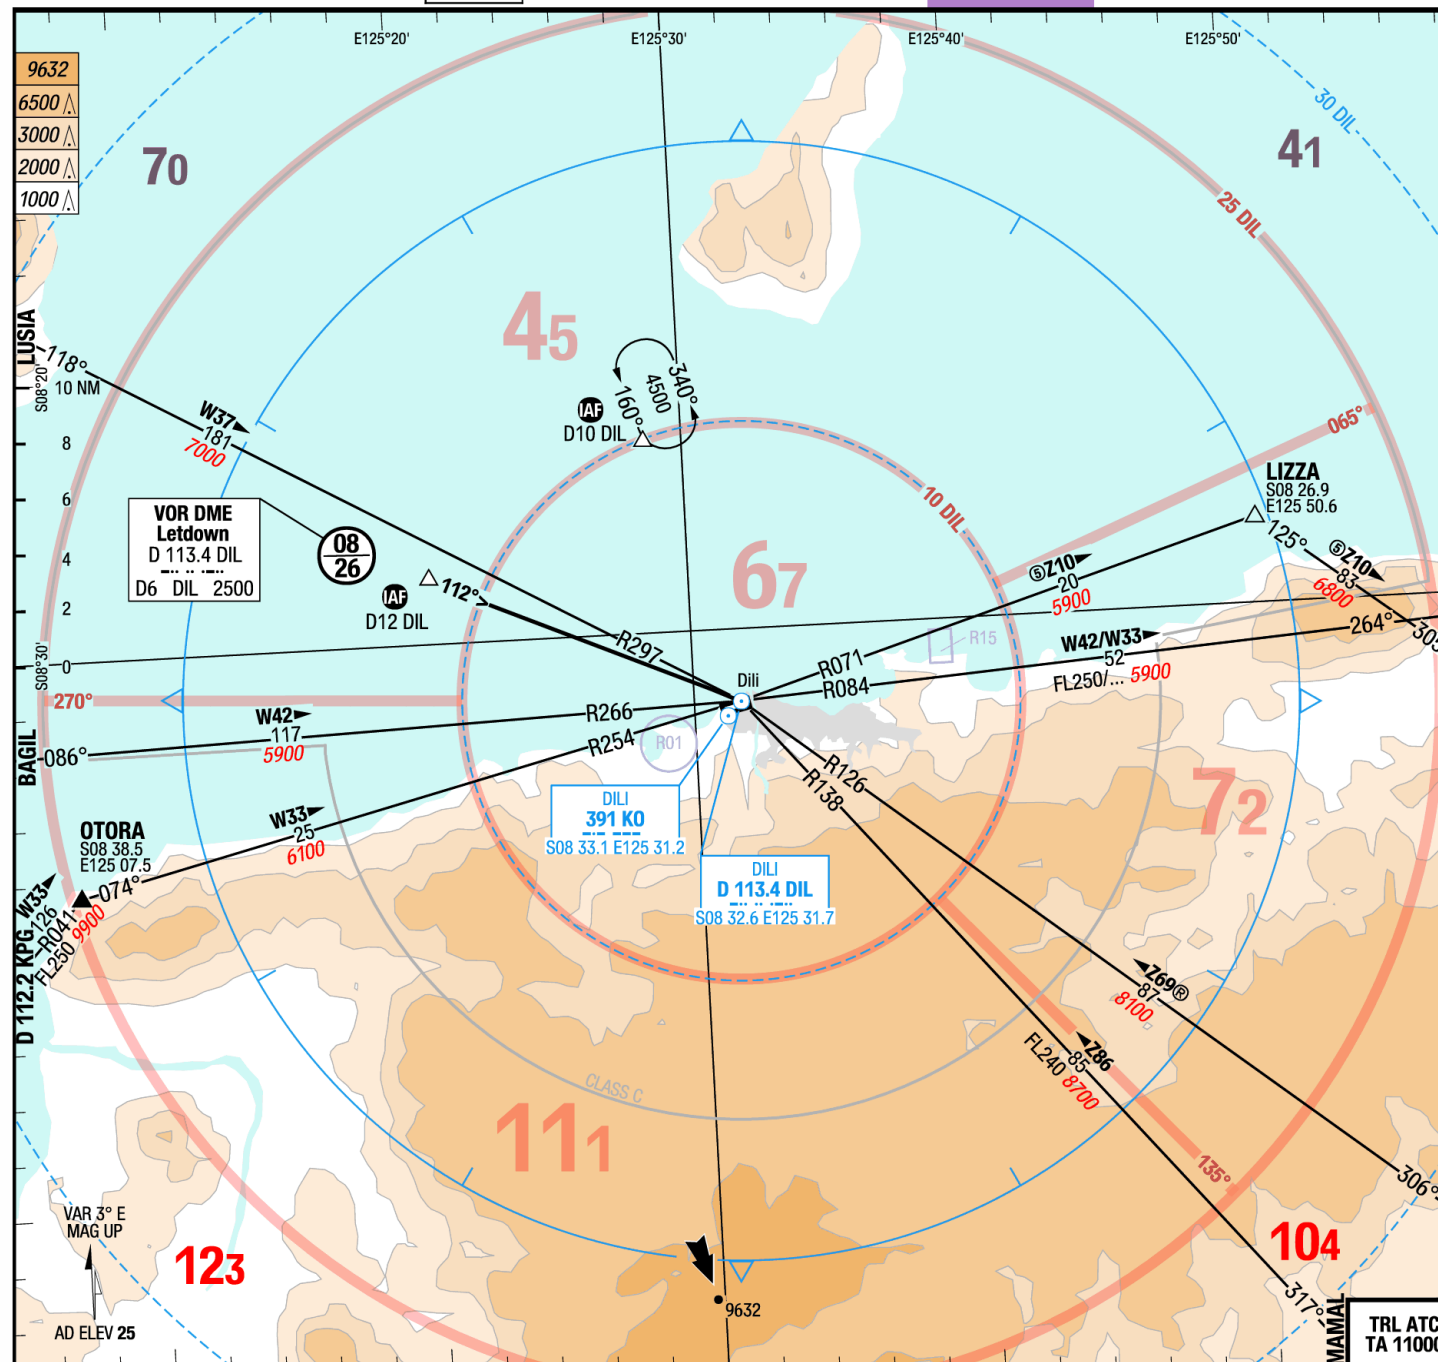 E125°20'
E125°30'
E125°40'
E125°50'
9632
6500
3000
2000
1000
70
41
30 DIL
25 DIL
45
LUSIA
118°
S08°20'
10 NM
8
6
4
2
0
S08°30'
W37
181
7000
340°
4500
160°
IAF
D10 DIL
065°
LIZZA
S08 26.9
E125 50.6
10 DIL
VOR DME
Letdown
D 113.4 DIL
D6 DIL 2500
08
26
IAF
D12 DIL
112°
67
125°
⑤Z10
83
6800
⑤Z10
20
5900
R15
W42/W33
52
FL250/... 5900
264°
305
R297
R071
R084
Dili
270°
W42
117
5900
R266
R254
R01
BAGIL
086°
R126
R138
W33
25
6100
OTORA
S08 38.5
E125 07.5
074°
DILI
391 KO
S08 33.1 E125 31.2
DILI
D 113.4 DIL
S08 32.6 E125 31.7
72
W33
126
R041
FL250 9900
D 112.2 KPG
Z69®
87
8100
Z86
85
FL240 8700
CLASS C
111
135°
306°
VAR 3° E
MAG UP
123
104
317°
MAMAL
9632
AD ELEV 25
TRL ATC
TA 11000